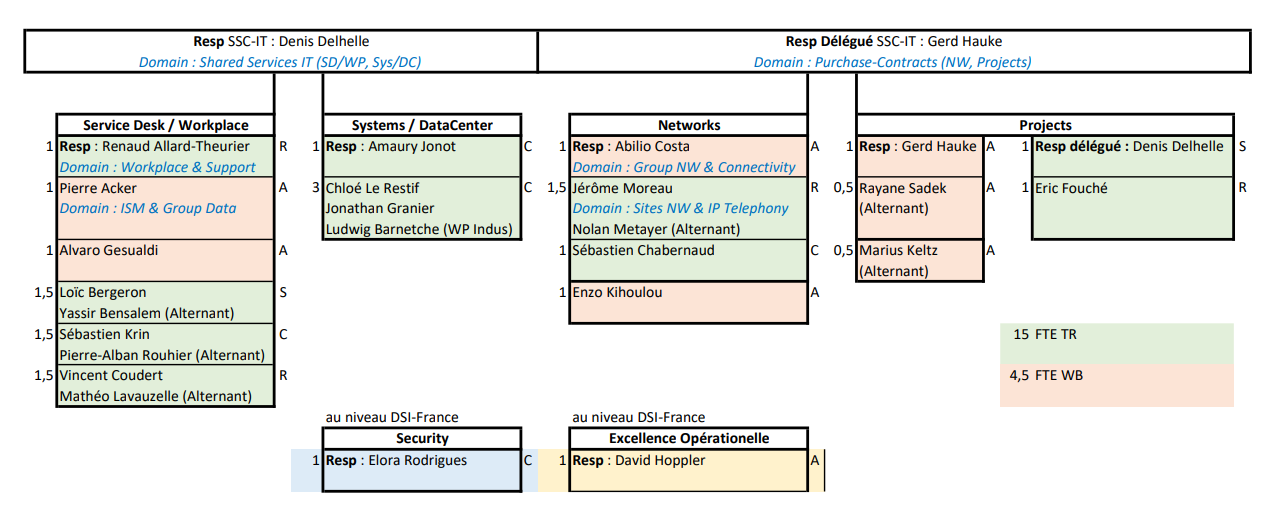 Resp SSC-IT : Denis Delhelle
Domain : Shared Services IT (SD/WP, Sys/DC)
Resp Délégué SSC-IT : Gerd Hauke
Domain : Purchase-Contracts (NW, Projects)
Service Desk / Workplace
1 Resp : Renaud Allard-Theurier R
Domain : Workplace & Support
1 Pierre Acker A
Domain : ISM & Group Data
1 Alvaro Gesualdi A
1,5 Loïc Bergeron S
Yassir Bensalem (Alternant)
1,5 Sébastien Krin C
Pierre-Alban Rouhier (Alternant)
1,5 Vincent Coudert R
Mathéo Lavauzelle (Alternant)
Systems / DataCenter
1 Resp : Amaury Jonot C
3 Chloé Le Restif C
Jonathan Granier
Ludwig Barnetche (WP Indus)
Networks
1 Resp : Abilio Costa A
Domain : Group NW & Connectivity
1,5 Jérôme Moreau R
Domain : Sites NW & IP Telephony
Nolan Metayer (Alternant)
1 Sébastien Chabernaud C
1 Enzo Kihoulou A
Projects
1 Resp : Gerd Hauke A
0,5 Rayane Sadek A
(Alternant)
0,5 Marius Keltz A
(Alternant)
1 Resp délégué : Denis Delhelle S
1 Eric Fouché R
15 FTE TR
4,5 FTE WB
au niveau DSI-France
Security
1 Resp : Elora Rodrigues C
au niveau DSI-France
Excellence Opérationelle
1 Resp : David Hoppler A